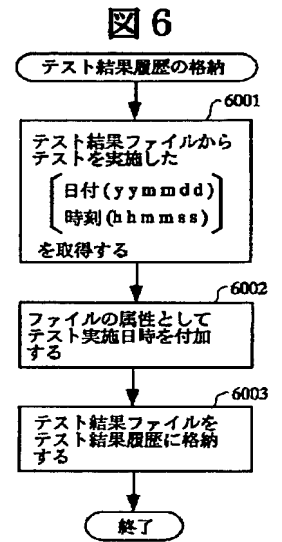 図６
テスト結果履歴の格納
6001
テスト結果ファイルから
テストを実施した
日付(yymmdd)
時刻(hhmmss)
を取得する
6002
ファイルの属性として
テスト実施日時を付加
する
6003
テスト結果ファイルを
テスト結果履歴に格納
する
終了